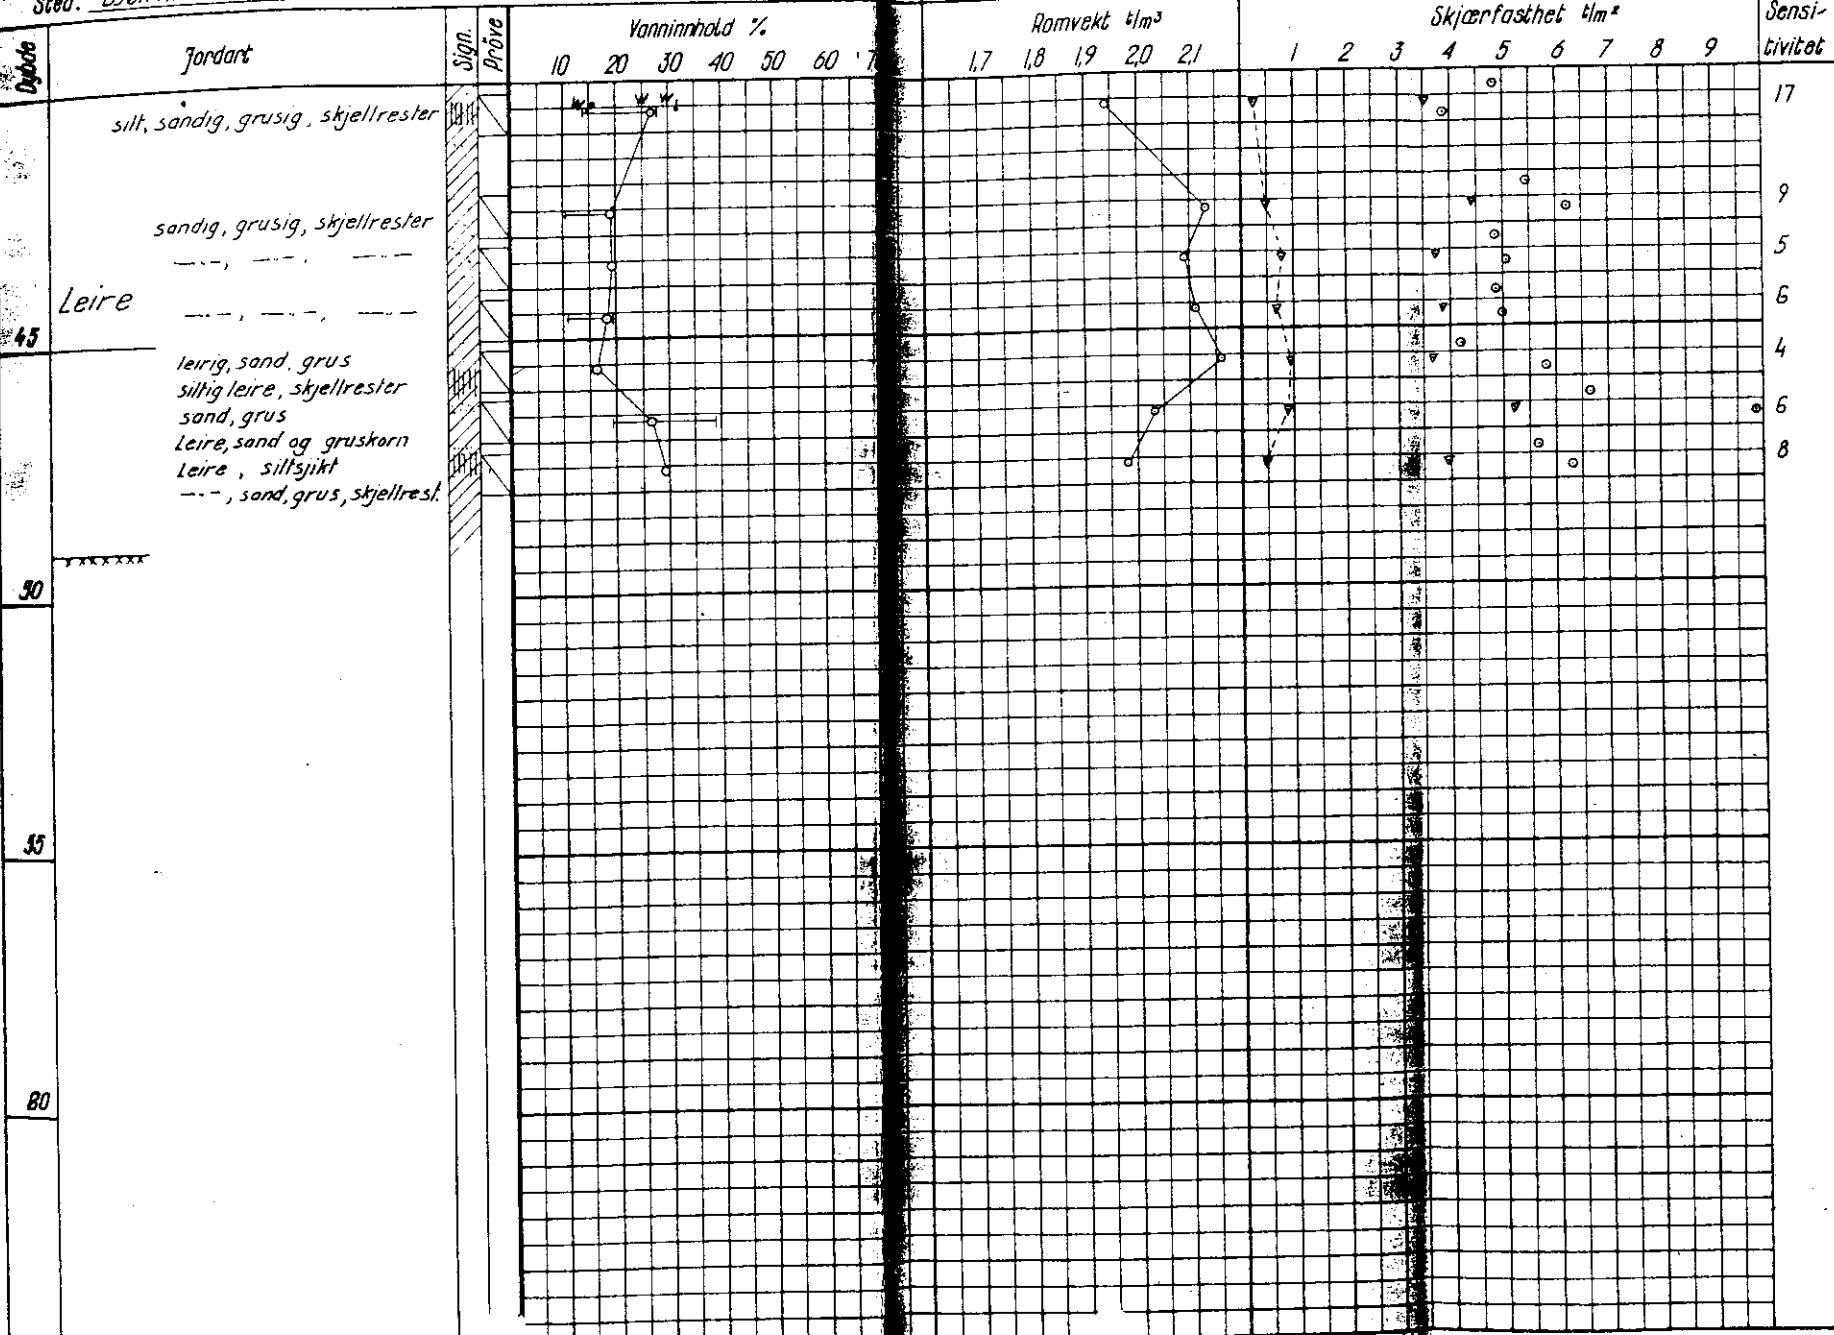 Sted:
Dybde
Jordart
Sign.
Prøve
Vanninnhold %
10 20 30 40 50 60 7
Romvekt t/m³
1,7 1,8 1,9 2,0 2,1
Skjærfasthet t/m²
1 2 3 4 5 6 7 8 9
Sensi-
tivitet
W W
silt, sandig, grusig, skjellrester
17
sandig, grusig, skjellrester
9
—··—, —··—, —··—
5
Leire
—··—, —··—, —··—
6
45
leirig, sand, grus
4
siltig leire, skjellrester
sand, grus
6
Leire, sand og gruskorn
Leire, siltsjikt
8
—··—, sand, grus, skjellrest.
xxxxxxx
50
55
80